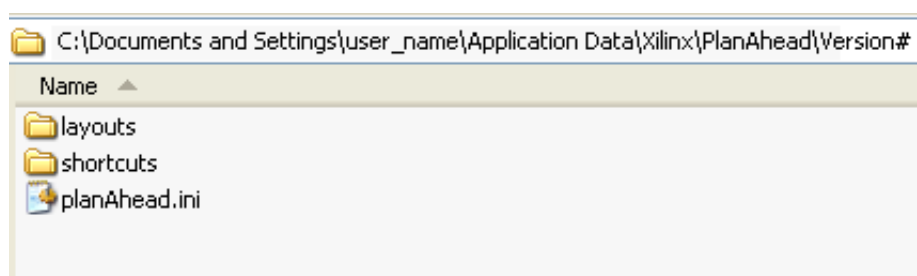 C:\Documents and Settings\user_name\Application Data\Xilinx\PlanAhead\Version#
Name
layouts
shortcuts
planAhead.ini